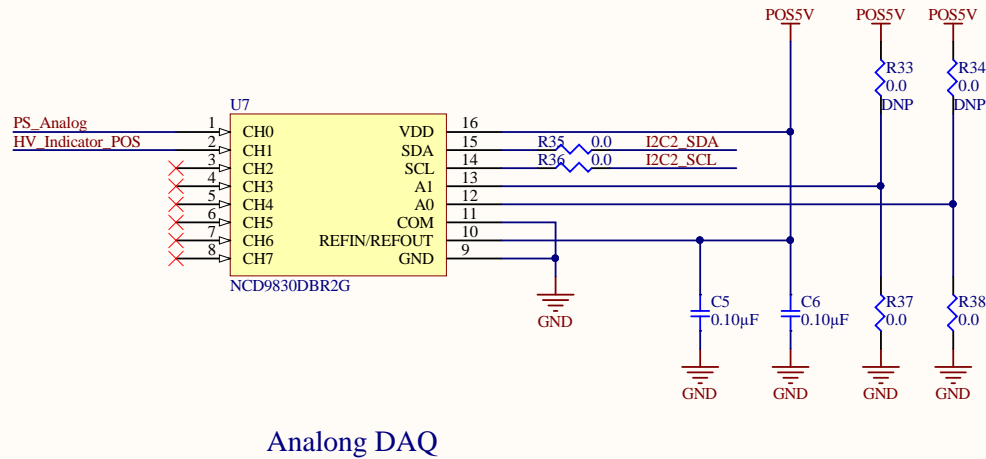 POS5V
POS5V
POS5V
R33
0.0
DNP
R34
0.0
DNP
U7
PS_Analog
HV_Indicator_POS
1
2
3
4
5
6
7
8
CH0
CH1
CH2
CH3
CH4
CH5
CH6
CH7
VDD
SDA
SCL
A1
A0
COM
REFIN/REFOUT
GND
16
15
14
13
12
11
10
9
R35 0.0 I2C2_SDA
R36 0.0 I2C2_SCL
NCD9830DBR2G
GND
C5
0.10µF
C6
0.10µF
R37
0.0
R38
0.0
GND
GND
GND
GND
Analong DAQ